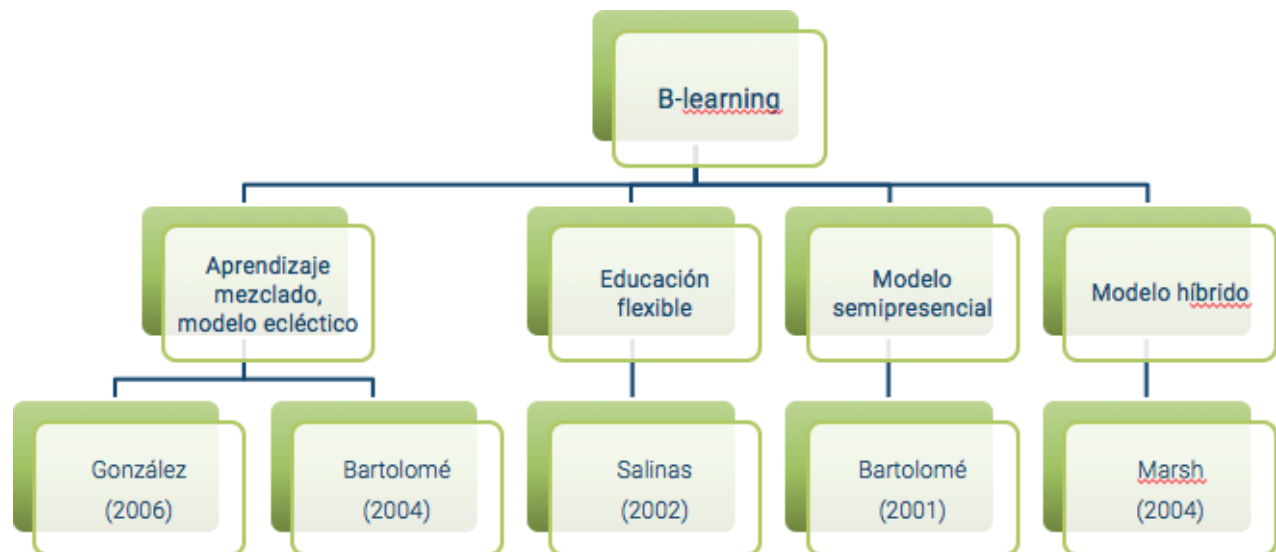 B-learning
Aprendizaje
mezclado,
modelo ecléctico
Educación
flexible
Modelo
semipresencial
Modelo híbrido
González
(2006)
Bartolomé
(2004)
Salinas
(2002)
Bartolomé
(2001)
Marsh
(2004)